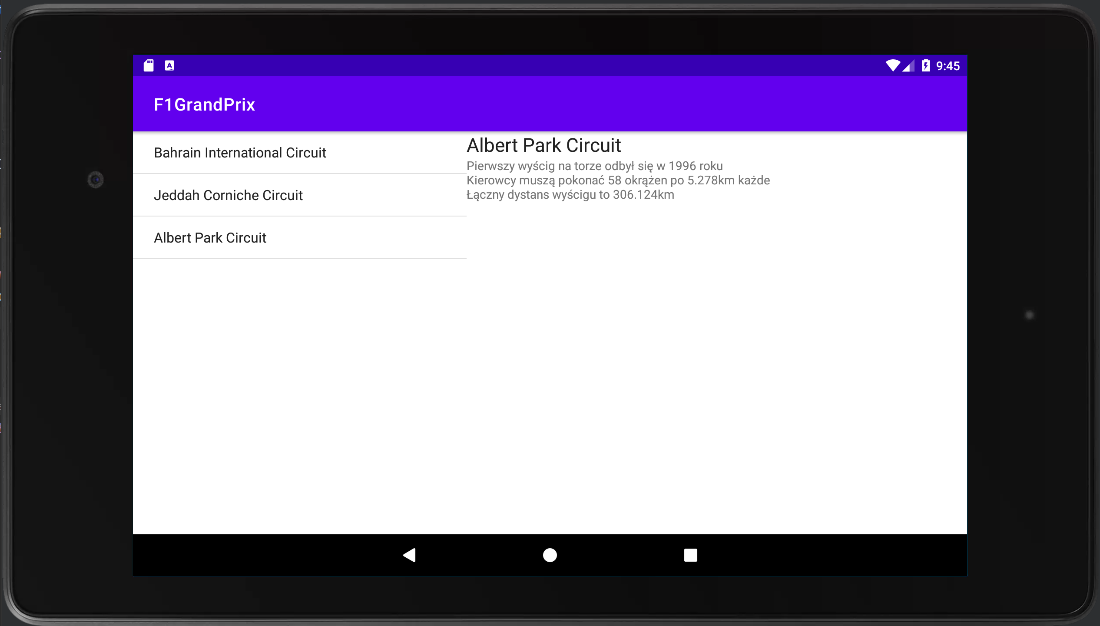 9:45
F1GrandPrix
Bahrain International Circuit
Jeddah Corniche Circuit
Albert Park Circuit
Albert Park Circuit
Pierwszy wyścig na torze odbył się w 1996 roku
Kierowcy muszą pokonać 58 okrążen po 5.278km każde
Łączny dystans wyścigu to 306.124km